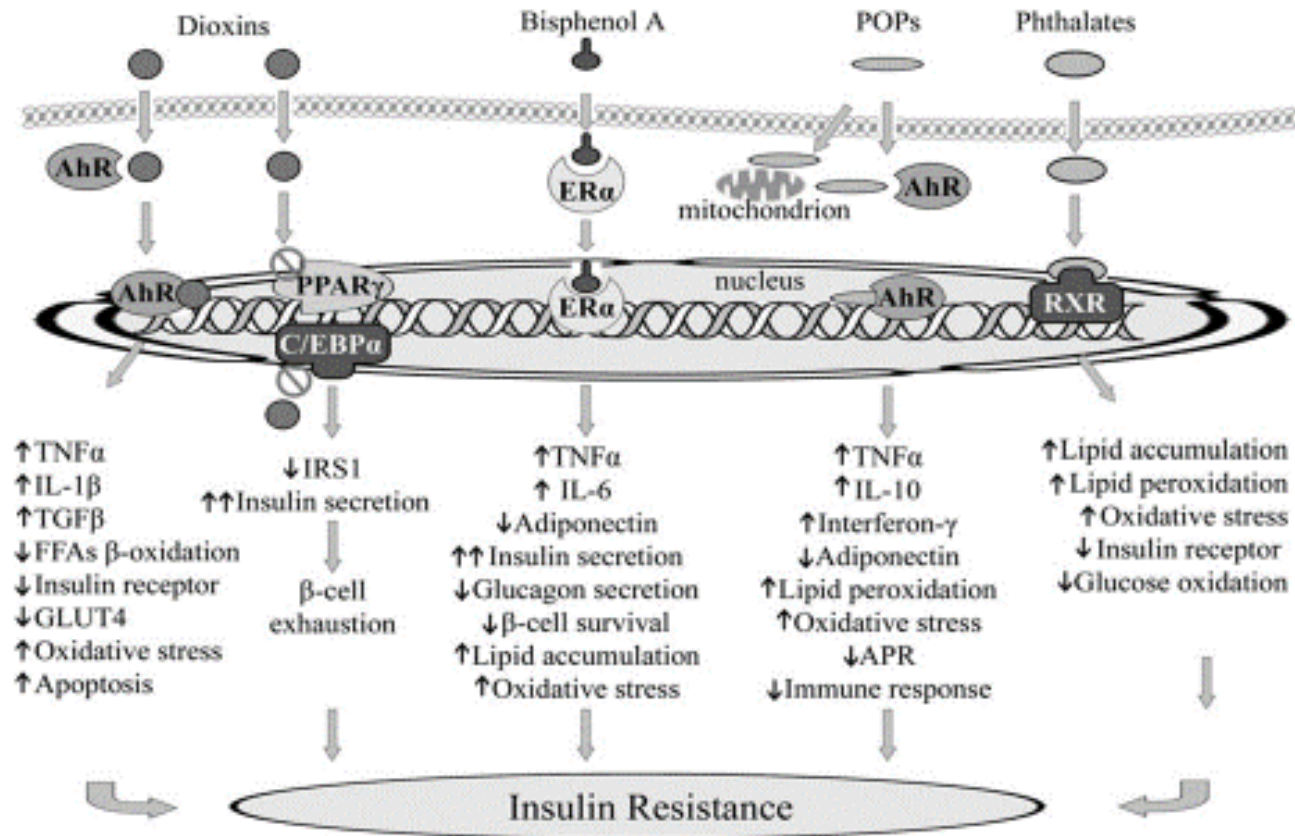 Dioxins
Bisphenol A
POPs
Phthalates
AhR
ERα
mitochondrion
AhR
AhR
PPARγ
C/EBPα
ERα
nucleus
AhR
RXR
↑TNFα
↑IL-1β
↑TGFβ
↓FFAs β-oxidation
↓Insulin receptor
↓GLUT4
↑Oxidative stress
↑Apoptosis
↓IRS1
↑↑Insulin secretion
β-cell
exhaustion
↑TNFα
↑ IL-6
↓Adiponectin
↑↑ Insulin secretion
↓Glucagon secretion
↓β-cell survival
↑Lipid accumulation
↑Oxidative stress
↑TNFα
↑IL-10
↑Interferon-γ
↓Adiponectin
↑Lipid peroxidation
↑Oxidative stress
↓APR
↓Immune response
↑Lipid accumulation
↑Lipid peroxidation
↑Oxidative stress
↓Insulin receptor
↓Glucose oxidation
Insulin Resistance